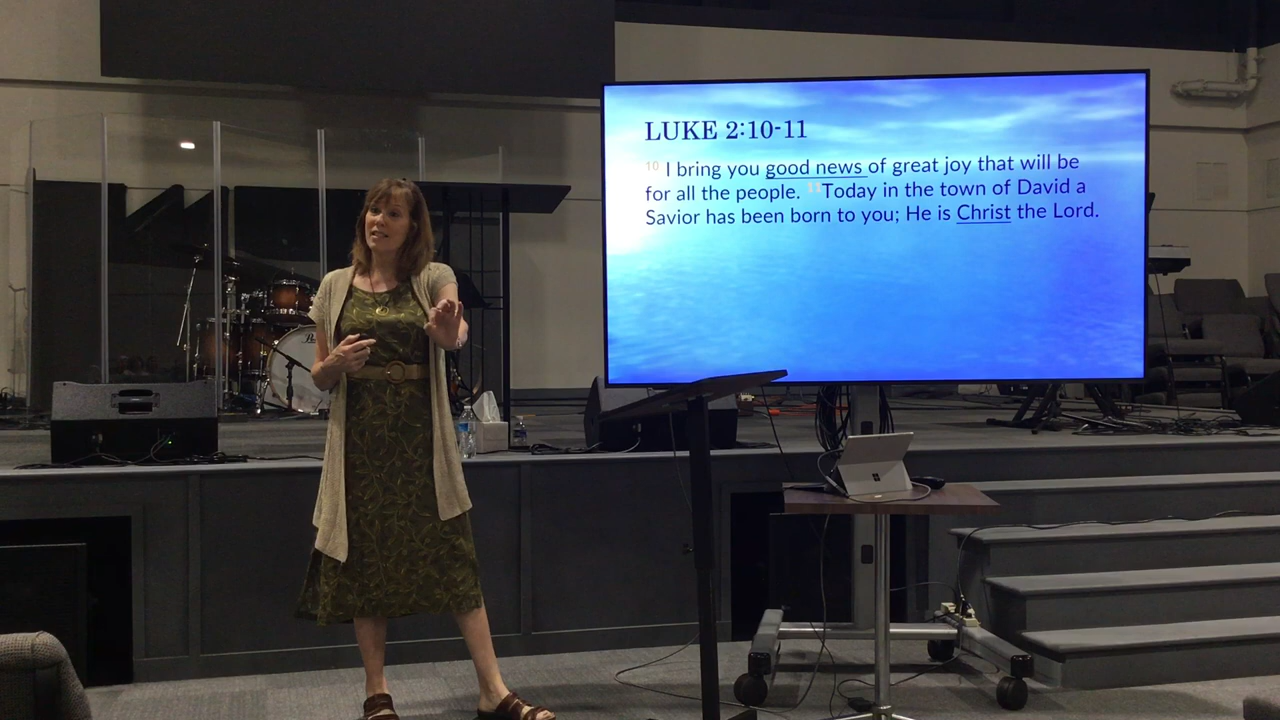 LUKE 2:10-11
10 I bring you good news of great joy that will be
for all the people. 11 Today in the town of David a
Savior has been born to you; He is Christ the Lord.